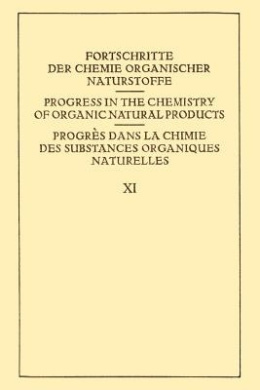 FORTSCHRITTE
DER CHEMIE ORGANISCHER
NATURSTOFFE
PROGRESS IN THE CHEMISTRY
OF ORGANIC NATURAL PRODUCTS
PROGRÈS DANS LA CHIMIE
DES SUBSTANCES ORGANIQUES
NATURELLES
XI